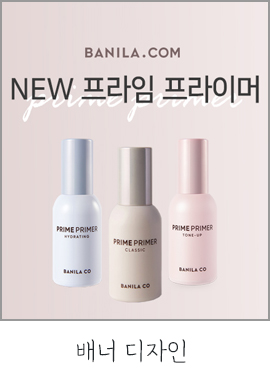 BANILA.COM
prime primer
NEW 프라임 프라이머
PRIME PRIMER
HYDRATING
BANILA CO
PRIME PRIMER
CLASSIC
BANILA CO
PRIME PRIMER
TONE-UP
BANILA CO
배너 디자인